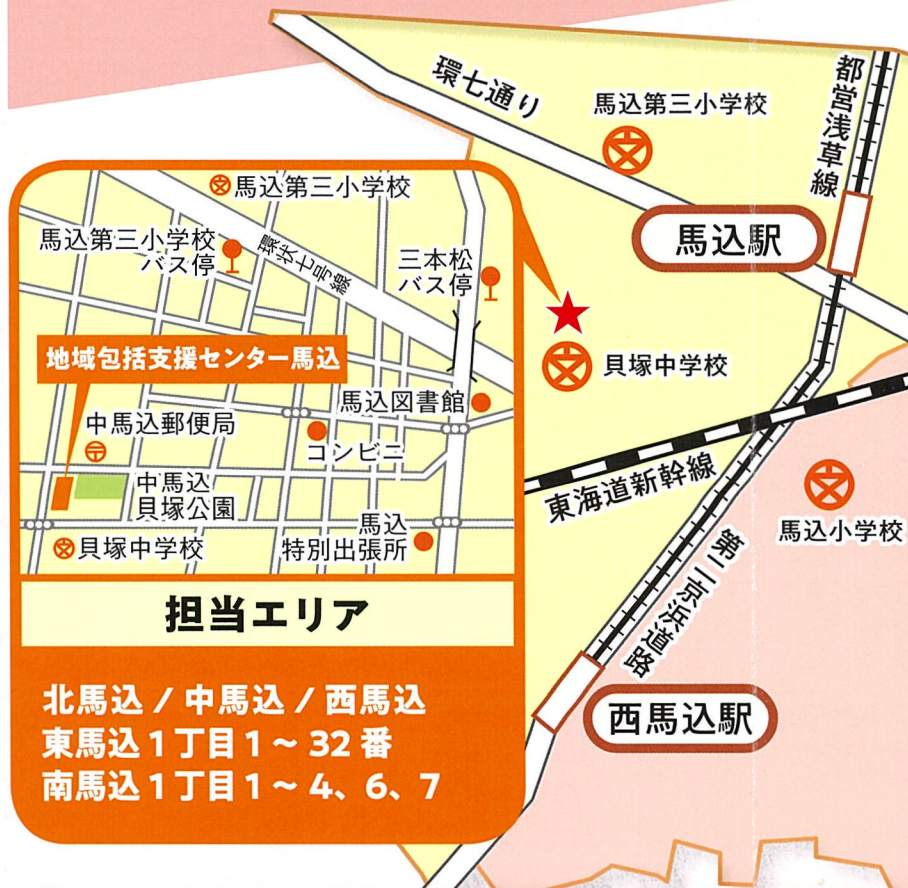 環七通り
馬込第三小学校
都営浅草線
馬込駅
貝塚中学校
東海道新幹線
馬込小学校
第二京浜道路
西馬込駅
馬込第三小学校
馬込第三小学校
バス停
環状七号線
三本松
バス停
地域包括支援センター馬込
馬込図書館
中馬込郵便局
コンビニ
中馬込
貝塚公園
馬込
特別出張所
貝塚中学校
担当エリア
北馬込 / 中馬込 / 西馬込
東馬込1丁目1～32番
南馬込1丁目1～4、6、7